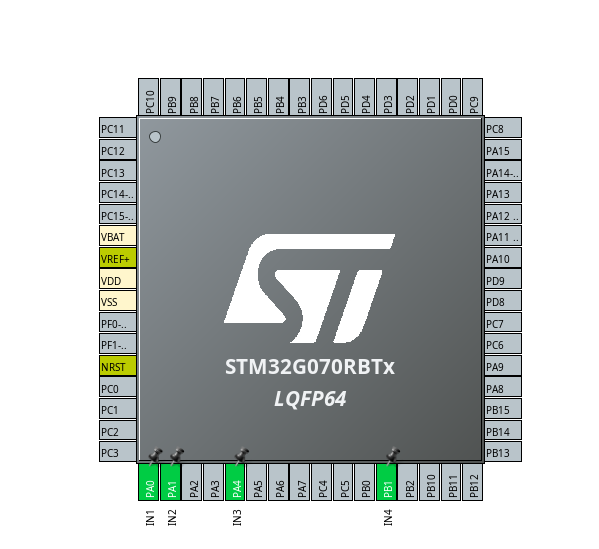 PC10
PB9
PB8
PB7
PB6
PB5
PB4
PB3
PD6
PD5
PD4
PD3
PD2
PD1
PD0
PC9
PC11
PC12
PC13
PC14-..
PC15-..
VBAT
VREF+
VDD
VSS
PF0-..
PF1-..
NRST
PC0
PC1
PC2
PC3
PC8
PA15
PA14-..
PA13
PA12 ..
PA11 ..
PA10
PD9
PD8
PC7
PC6
PA9
PA8
PB15
PB14
PB13
ST
STM32G070RBTx
LQFP64
PA0
PA1
PA2
PA3
PA4
PA5
PA6
PA7
PC4
PC5
PB0
PB1
PB2
PB10
PB11
PB12
IN1
IN2
IN3
IN4